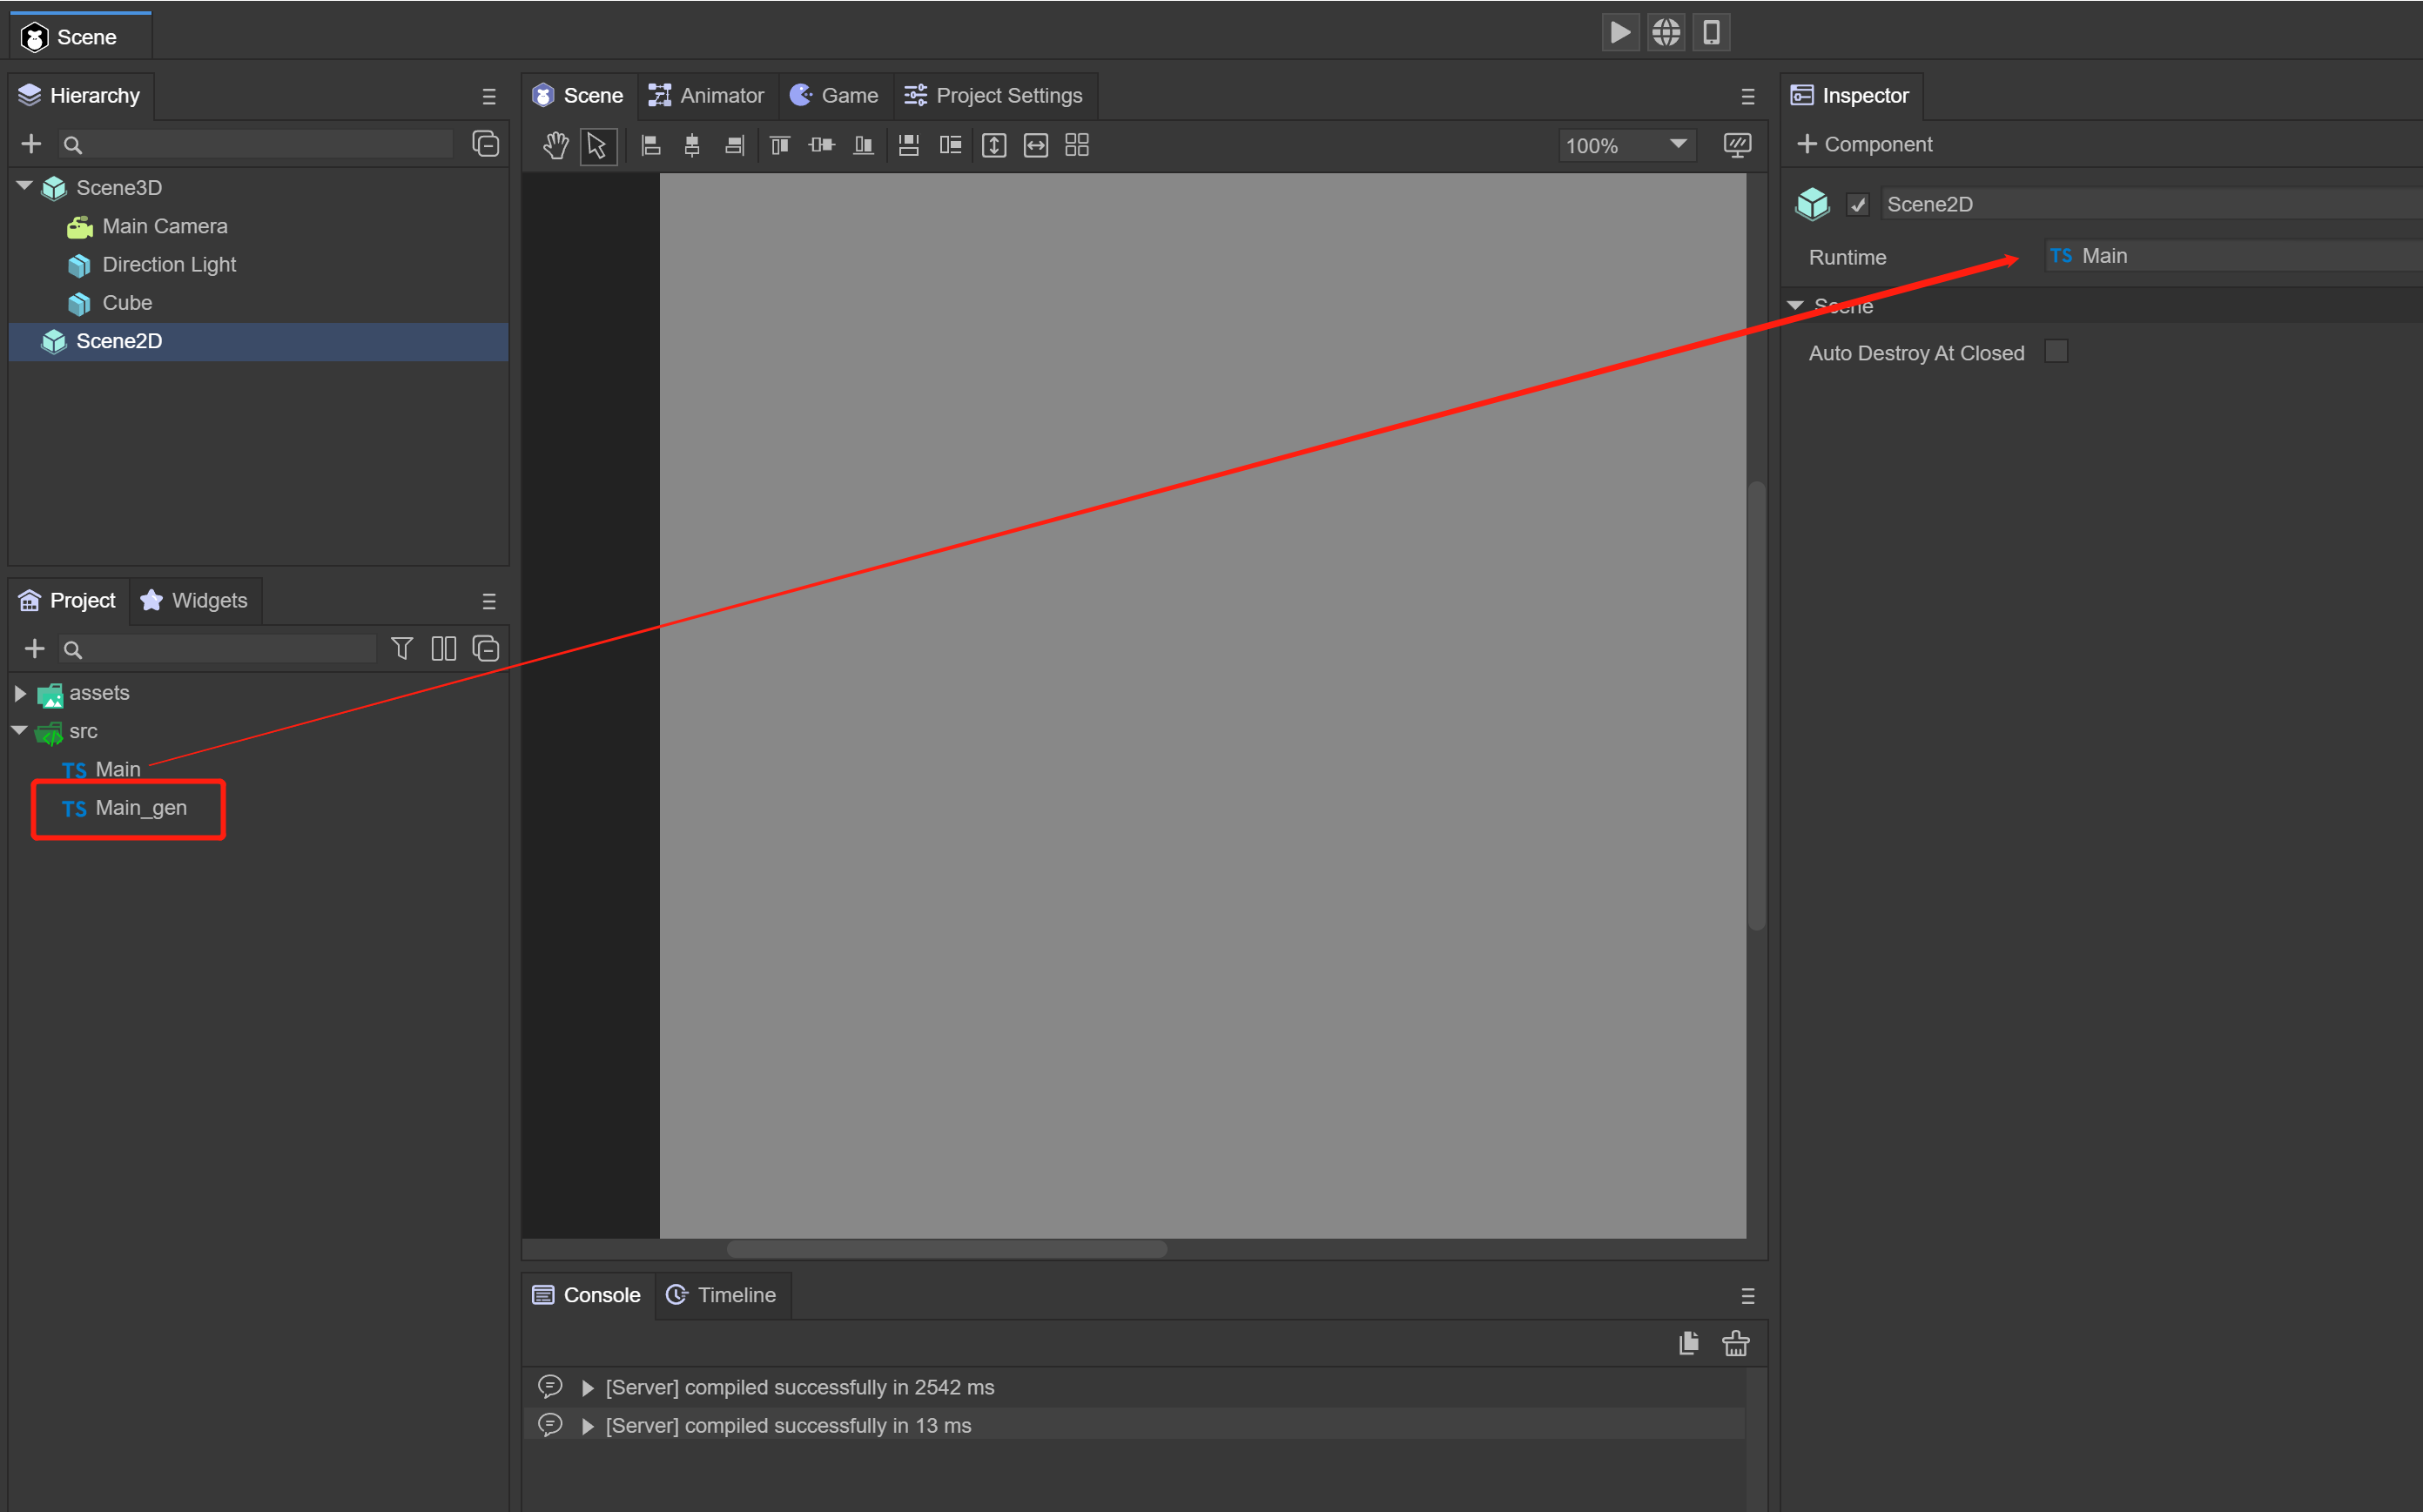 Scene
Hierarchy
Scene3D
Main Camera
Direction Light
Cube
Scene2D
Project
Widgets
assets
src
TS Main
TS Main_gen
Scene
Animator
Game
Project Settings
100%
Console
Timeline
[Server] compiled successfully in 2542 ms
[Server] compiled successfully in 13 ms
Inspector
Component
Scene2D
Runtime
TS Main
Scene
Auto Destroy At Closed